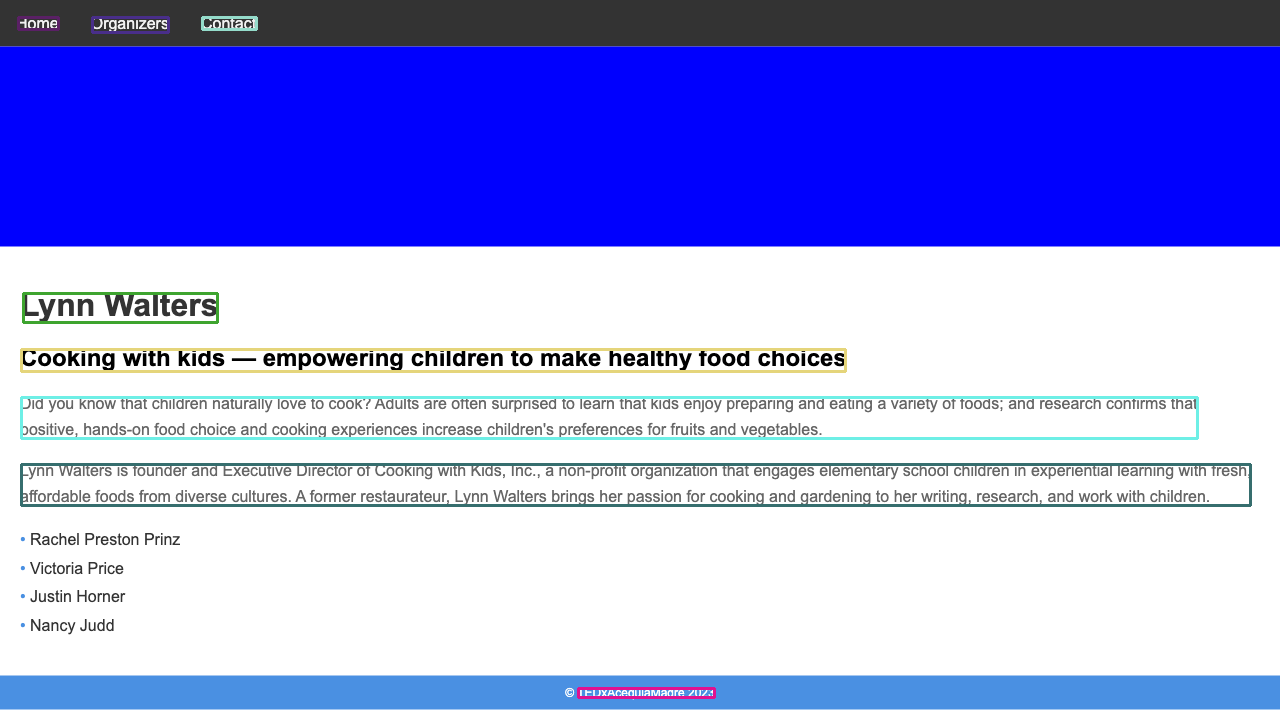 Home Organizers Contact
Lynn Walters
Cooking with kids — empowering children to make healthy food choices
Did you know that children naturally love to cook? Adults are often surprised to learn that kids enjoy preparing and eating a variety of foods; and research confirms that
positive, hands-on food choice and cooking experiences increase children's preferences for fruits and vegetables.
Lynn Walters is founder and Executive Director of Cooking with Kids, Inc., a non-profit organization that engages elementary school children in experiential learning with fresh,
affordable foods from diverse cultures. A former restaurateur, Lynn Walters brings her passion for cooking and gardening to her writing, research, and work with children.
• Rachel Preston Prinz
• Victoria Price
• Justin Horner
• Nancy Judd
© TEDxAcequiaMadre 2023